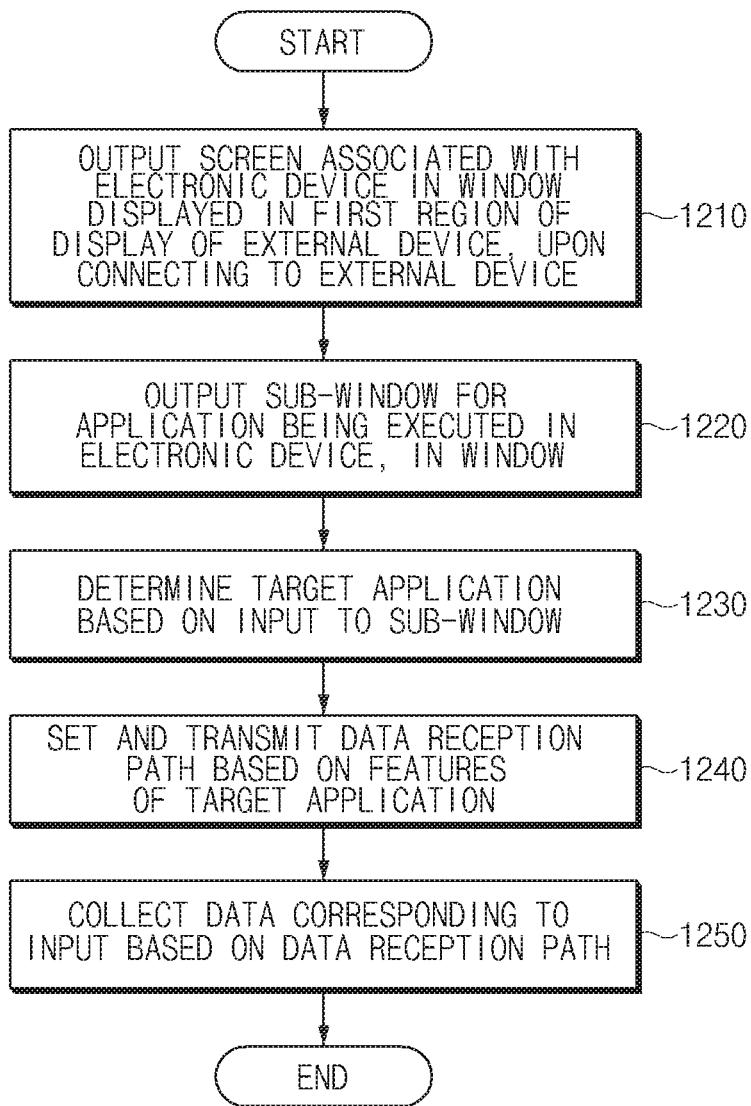 START
OUTPUT SCREEN ASSOCIATED WITH
ELECTRONIC DEVICE IN WINDOW
DISPLAYED IN FIRST REGION OF
DISPLAY OF EXTERNAL DEVICE, UPON
CONNECTING TO EXTERNAL DEVICE
1210
OUTPUT SUB-WINDOW FOR
APPLICATION BEING EXECUTED IN
ELECTRONIC DEVICE, IN WINDOW
1220
DETERMINE TARGET APPLICATION
BASED ON INPUT TO SUB-WINDOW
1230
SET AND TRANSMIT DATA RECEPTION
PATH BASED ON FEATURES
OF TARGET APPLICATION
1240
COLLECT DATA CORRESPONDING TO
INPUT BASED ON DATA RECEPTION PATH
1250
END